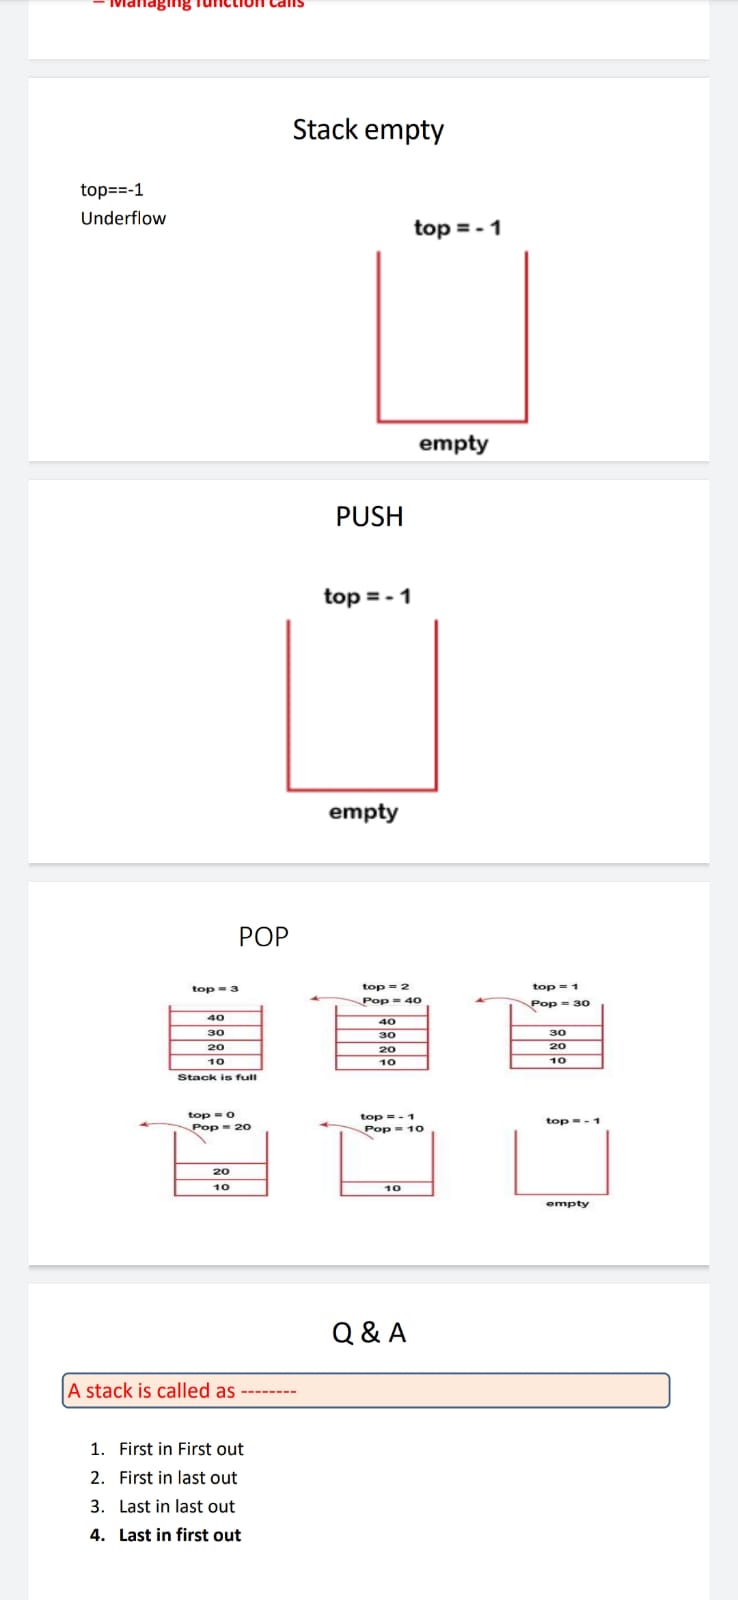 – Managing function calls
Stack empty
top==-1
Underflow
top = - 1
empty
PUSH
top = - 1
empty
POP
top = 3
40
30
20
10
Stack is full
top = 2
Pop = 40
40
30
20
10
top = 1
Pop = 30
30
20
10
top = 0
Pop = 20
20
10
top = - 1
Pop = 10
10
top = - 1
empty
Q & A
A stack is called as --------
1. First in First out
2. First in last out
3. Last in last out
4. Last in first out